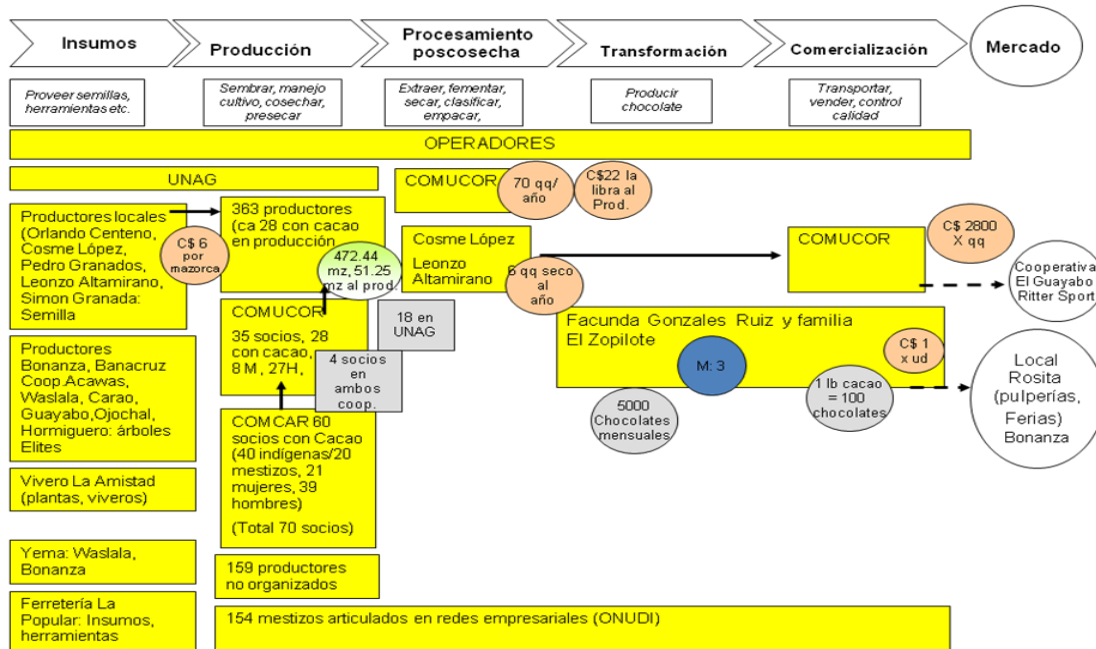 Insumos
Producción
Procesamiento
poscosecha
Transformación
Comercialización
Mercado
Proveer semillas,
herramientas etc.
Sembrar, manejo
cultivo, cosechar,
presecar
Extraer, fementar,
secar, clasificar,
empacar,
Producir
chocolate
Transportar,
vender, control
calidad
OPERADORES
UNAG
COMUCOR
70 qq/
año
C$22 la
libra al
Prod.
Productores locales
(Orlando Centeno,
Cosme López,
Pedro Granados,
Leonzo Altamirano,
Simon Granada:
Semilla
C$ 6
por
mazorca
363 productores
(ca 28 con cacao
en producción
472.44
mz, 51.25
mz al prod
Cosme López
Leonzo
Altamirano
6 qq seco
al
año
COMUCOR
C$ 2800
X qq
Cooperativa
El Guayabo
Ritter Sport
COMUCOR
35 socios, 28
con cacao,
8 M, 27H,
18 en
UNAG
4 socios
en
ambos
coop.
Facunda Gonzales Ruiz y familia
El Zopilote
M: 3
C$ 1
x ud
5000
Chocolates
mensuales
1 lb cacao
= 100
chocolates
Local
Rosita
(pulperías,
Ferias)
Bonanza
Productores
Bonanza, Banacruz
Coop.Acawas,
Waslala, Carao,
Guayabo,Ojochal,
Hormiguero: árboles
Elites
COMCAR 60
socios con Cacao
(40 indígenas/20
mestizos, 21
mujeres, 39
hombres)
(Total 70 socios)
Vivero La Amistad
(plantas, viveros)
Yema: Waslala,
Bonanza
159 productores
no organizados
Ferretería La
Popular: Insumos,
herramientas
154 mestizos articulados en redes empresariales (ONUDI)